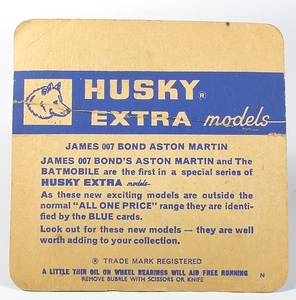 HUSKY®
EXTRA models
JAMES 007 BOND ASTON MARTIN
JAMES 007 BOND'S ASTON MARTIN and The
BATMOBILE are the first in a special series of
HUSKY EXTRA models.
As these new exciting models are outside the
normal "ALL ONE PRICE" range they are identi-
fied by the BLUE cards.
Look out for these new models — they are well
worth adding to your collection.
® TRADE MARK REGISTERED
A LITTLE THIN OIL ON WHEEL BEARINGS WILL AID FREE RUNNING
REMOVE BUBBLE WITH SCISSORS OR KNIFE
N